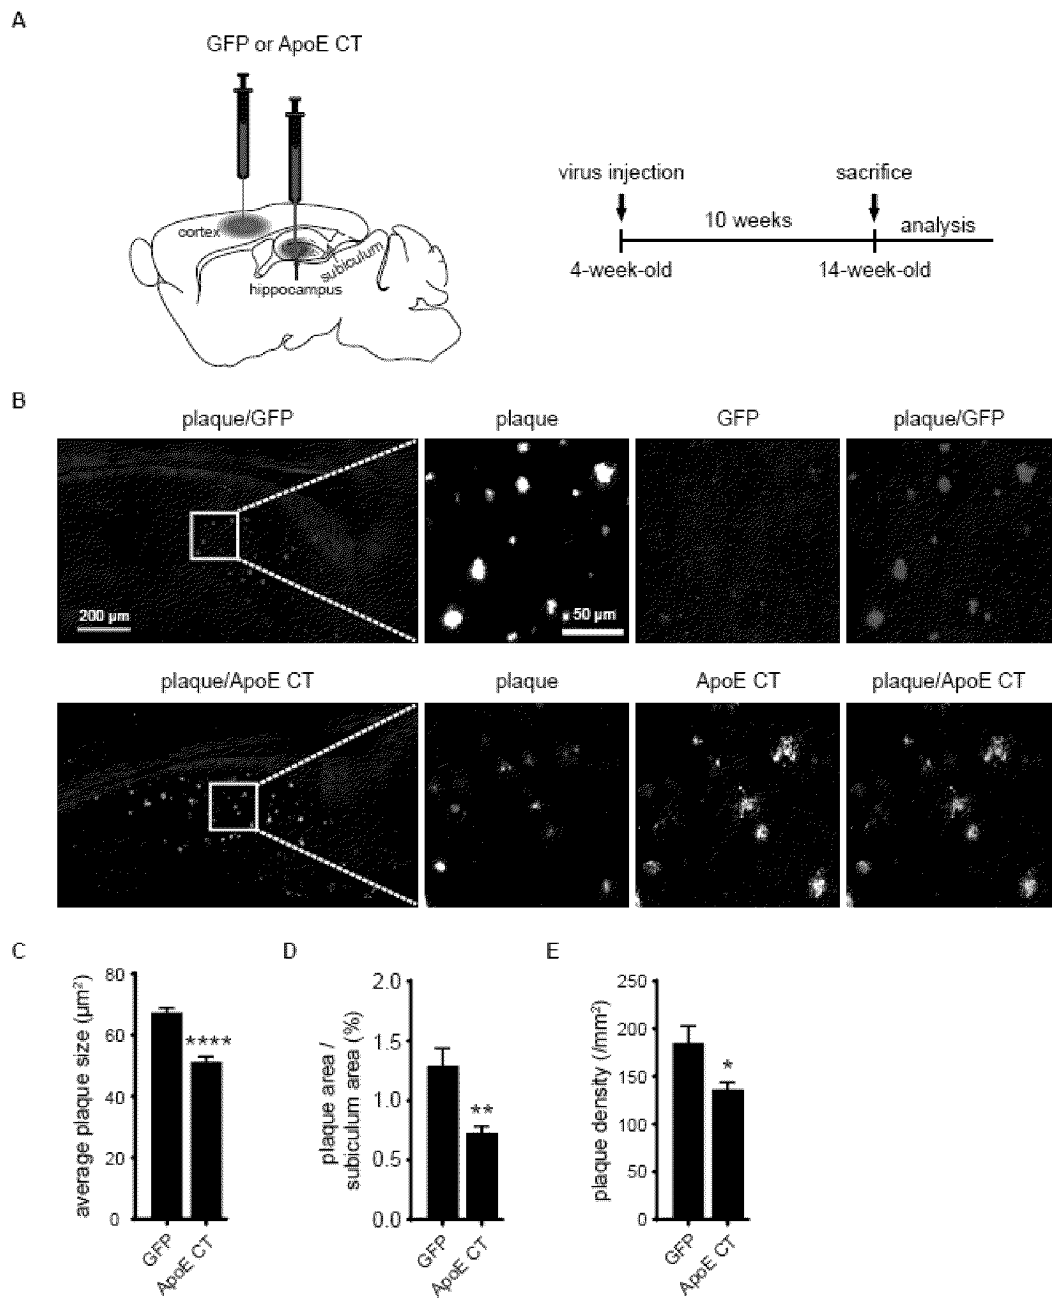 A
GFP or ApoE CT
cortex
subiculum
hippocampus
virus injection
sacrifice
10 weeks
analysis
4-week-old
14-week-old
B
plaque/GFP
plaque
GFP
plaque/GFP
200 µm
50 µm
plaque/ApoE CT
plaque
ApoE CT
plaque/ApoE CT
C
average plaque size (µm²)
80
60
40
20
0
****
GFP
ApoE CT
D
plaque area /
subiculum area (%)
2.0
1.5
1.0
0.5
0.0
**
GFP
ApoE CT
E
plaque density (/mm²)
250
200
150
100
50
0
*
GFP
ApoE CT